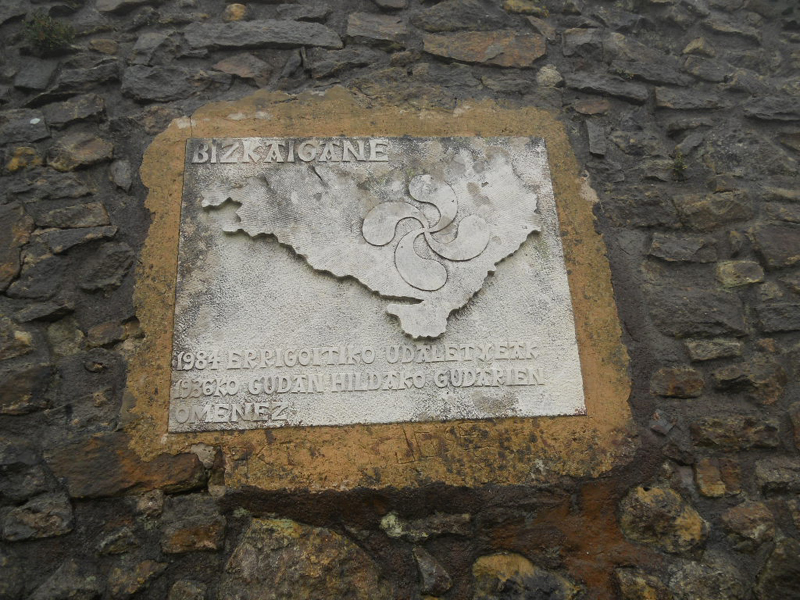 BIZKAIGANE
1984 ERRIGOITIKO UDALETXEAK
1936KO GUDAN HILDAKO GUDARIEN
OMENEZ